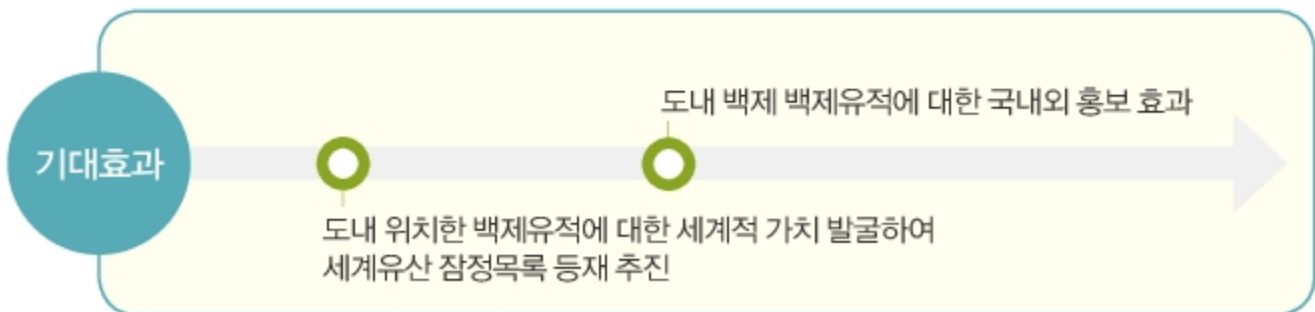 기대효과
도내 백제 백제유적에 대한 국내외 홍보 효과
도내 위치한 백제유적에 대한 세계적 가치 발굴하여
세계유산 잠정목록 등재 추진